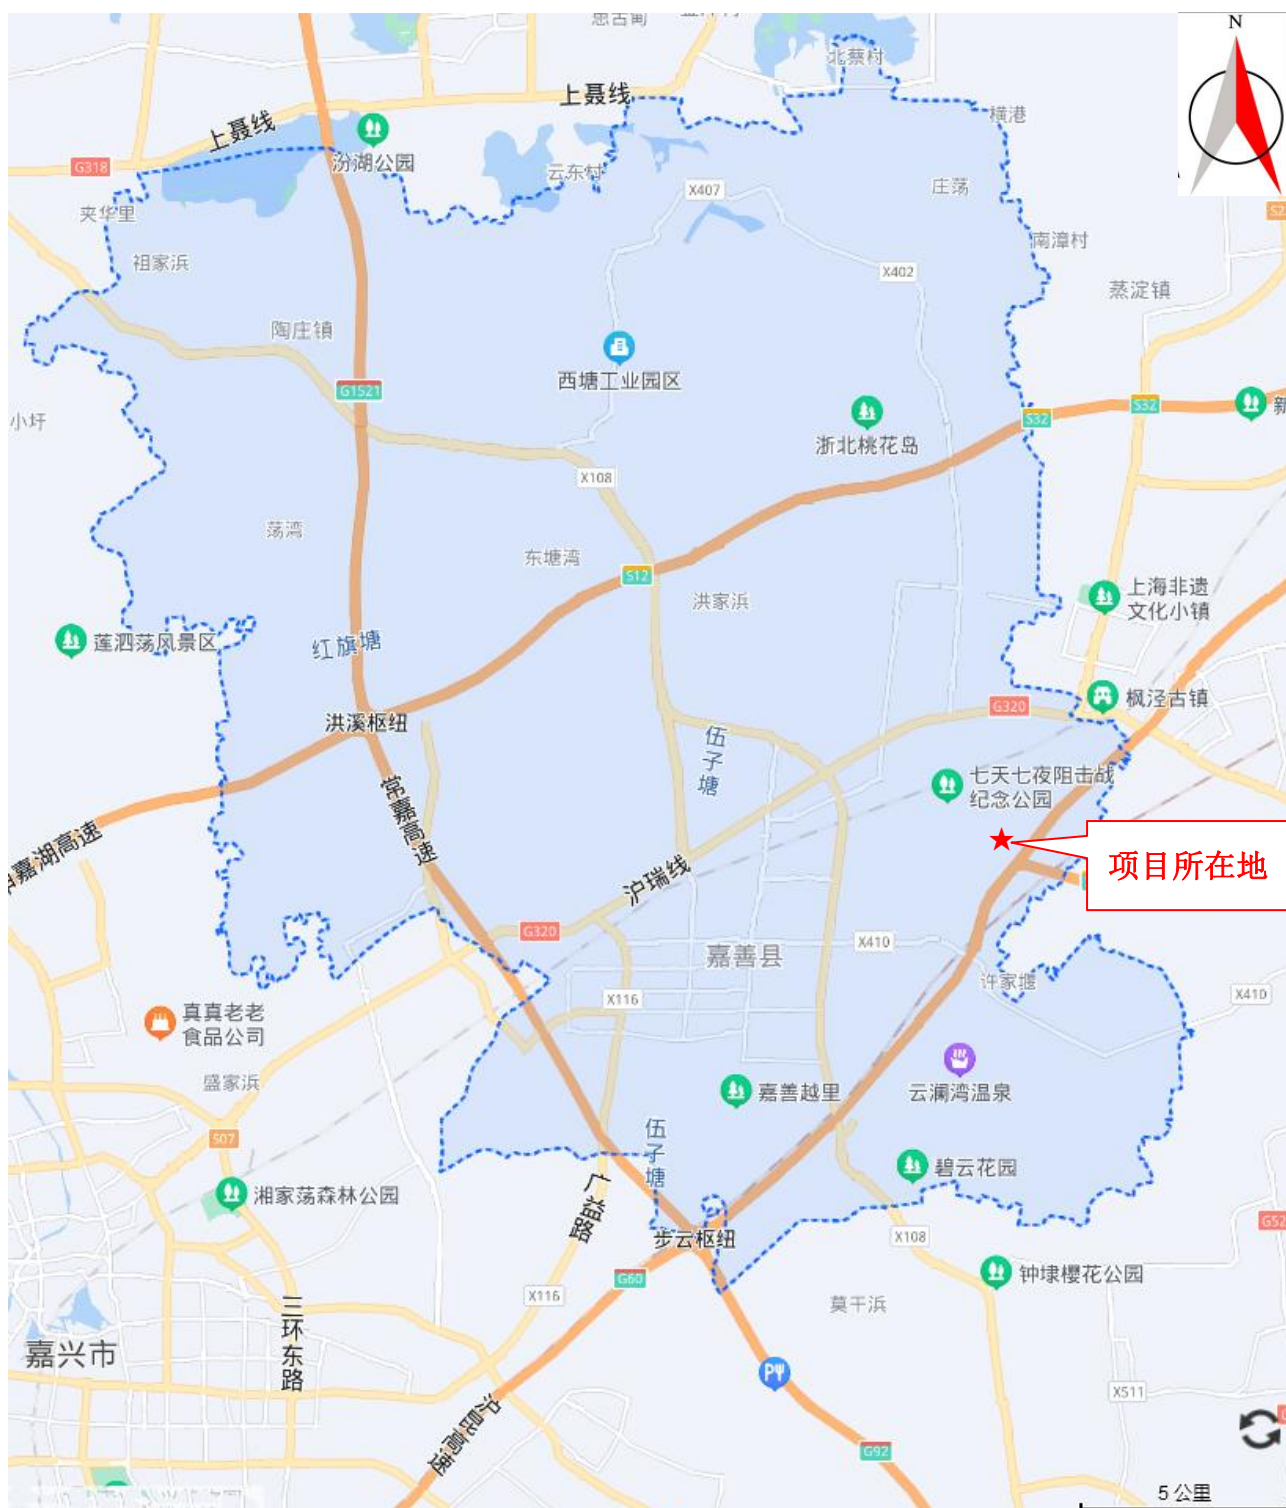 思古甸
北蔡村
N
上聂线
上聂线
横港
汾湖公园
G318
云东村
X407
庄荡
夹华里
南漳村
祖家浜
X402
蒸淀镇
陶庄镇
西塘工业园区
G1521
S32
S32
新
小圩
浙北桃花岛
X108
荡湾
东塘湾
S12
洪家浜
上海非遗
文化小镇
莲泗荡风景区
红旗塘
枫泾古镇
G320
洪溪枢纽
伍子塘
七天七夜阻击战
纪念公园
常嘉高速
嘉湖高速
项目所在地
沪瑞线
G320
X410
嘉善县
许家堰
X410
X116
真真老老
食品公司
盛家浜
云澜湾温泉
嘉善越里
S07
伍子塘
碧云花园
湘家荡森林公园
广益路
步云枢纽
X108
G60
钟埭樱花公园
X116
莫干浜
三环东路
嘉兴市
X511
沪昆高速
G92
5 公里